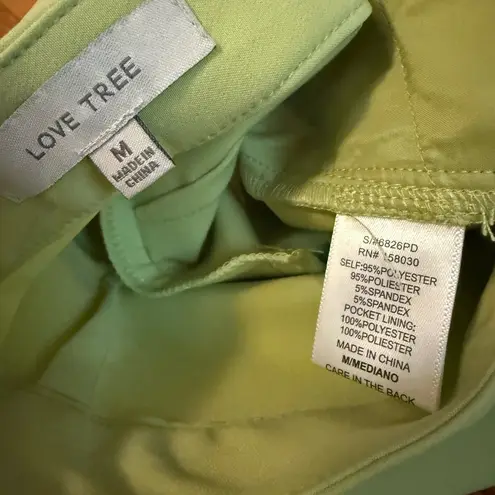 LOVE TREE
M
MADE IN
CHINA
S/#6826PD
RN# 158030
SELF:95%POLYESTER
95%POLIESTER
5%SPANDEX
5%SPANDEX
POCKET LINING:
100%POLYESTER
100%POLIESTER
MADE IN CHINA
M/MEDIANO
CARE IN THE BACK